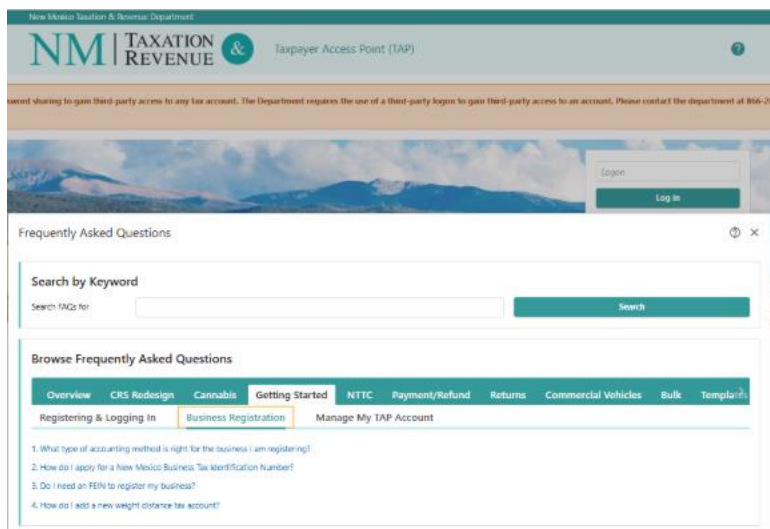 New Mexico Taxation & Revenue Department
NM TAXATION & REVENUE
Taxpayer Access Point (TAP)
?
sword sharing to gain third-party access to any tax account. The Department requires the use of a third-party logon to gain third-party access to an account. Please contact the department at 866-2
Logon
Log In
Frequently Asked Questions
Search by Keyword
Search FAQs for
Search
Browse Frequently Asked Questions
Overview CRS Redesign Cannabis Getting Started NTTC Payment/Refund Returns Commercial Vehicles Bulk Templates
Registering & Logging In Business Registration Manage My TAP Account
1. What type of accounting method is right for the business I am registering?
2. How do I apply for a New Mexico Business Tax Identification Number?
3. Do I need an FEIN to register my business?
4. How do I add a new weight distance tax account?